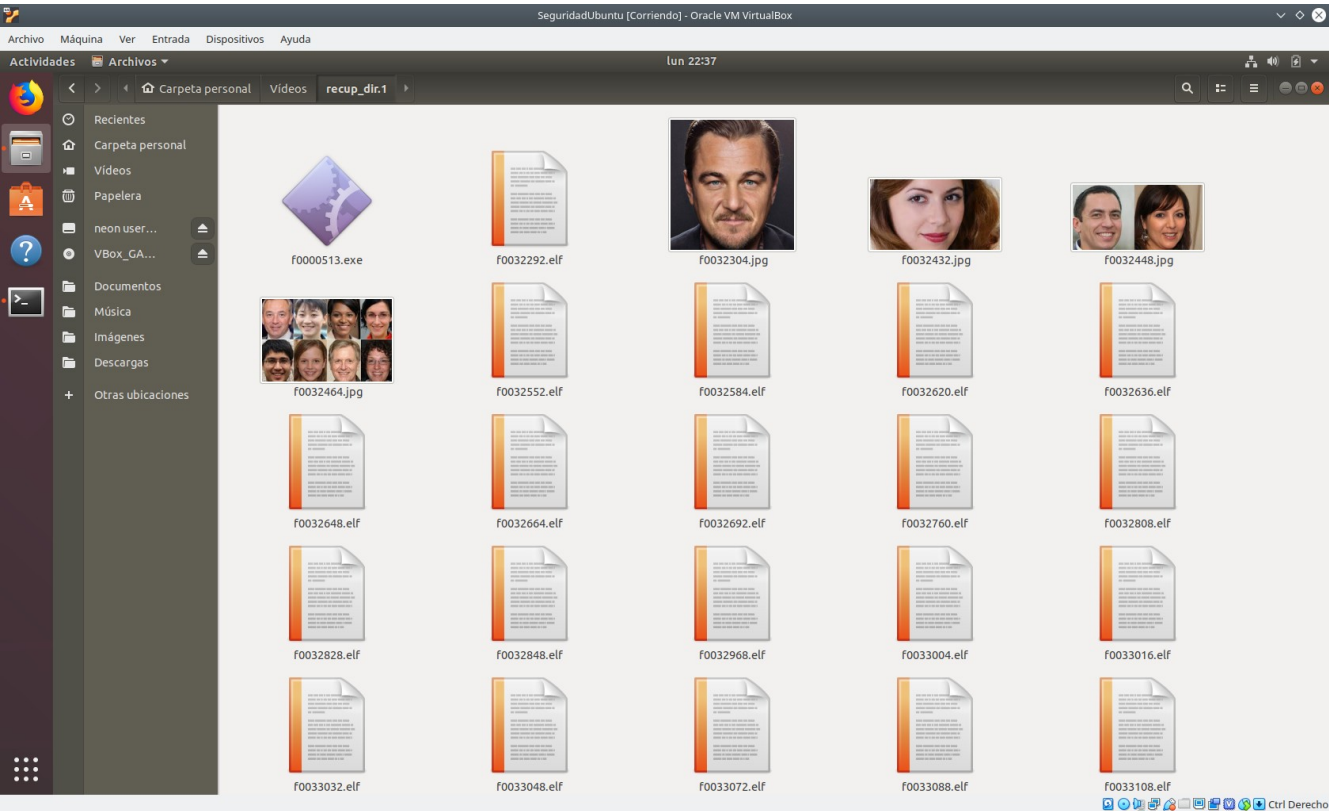 SeguridadUbuntu [Corriendo] - Oracle VM VirtualBox
Archivo Máquina Ver Entrada Dispositivos Ayuda
Actividades Archivos lun 22:37
Carpeta personal Vídeos recup_dir.1
Recientes
Carpeta personal
Vídeos
Papelera
neon user...
VBox_GA...
Documentos
Música
Imágenes
Descargas
+ Otras ubicaciones
f0000513.exe f0032292.elf f0032304.jpg f0032432.jpg f0032448.jpg
f0032464.jpg f0032552.elf f0032584.elf f0032620.elf f0032636.elf
f0032648.elf f0032664.elf f0032692.elf f0032760.elf f0032808.elf
f0032828.elf f0032848.elf f0032968.elf f0033004.elf f0033016.elf
f0033032.elf f0033048.elf f0033072.elf f0033088.elf f0033108.elf
Ctrl Derecho